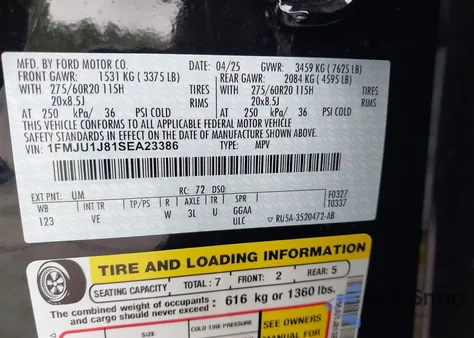 MFD. BY FORD MOTOR CO.
DATE: 04/25 GVWR: 3459 KG ( 7625 LB)
FRONT GAWR: 1531 KG ( 3375 LB) REAR GAWR: 2084 KG ( 4595 LB)
WITH 275/60R20 115H TIRES WITH 275/60R20 115H TIRES
20x8.5J RIMS 20x8.5J RIMS
AT 250 kPa/ 36 PSI COLD AT 250 kPa/ 36 PSI COLD
THIS VEHICLE CONFORMS TO ALL APPLICABLE FEDERAL MOTOR VEHICLE
SAFETY STANDARDS IN EFFECT ON THE DATE OF MANUFACTURE SHOWN ABOVE.
VIN: 1FMJU1J81SEA23386 TYPE: MPV
EXT PNT: UM RC: 72 DSO: F0327
WB INT TR TP/PS R AXLE TR SPR T0337
123 VE W 3L U GGAA
ULC ▽ RU5A-3520472-AB
TIRE AND LOADING INFORMATION
SEATING CAPACITY TOTAL : 7 FRONT: 2 REAR: 5
The combined weight of occupants
and cargo should never exceed : 616 kg or 1360 lbs.
SIZE COLD TIRE PRESSURE SEE OWNERS
MANUAL FOR